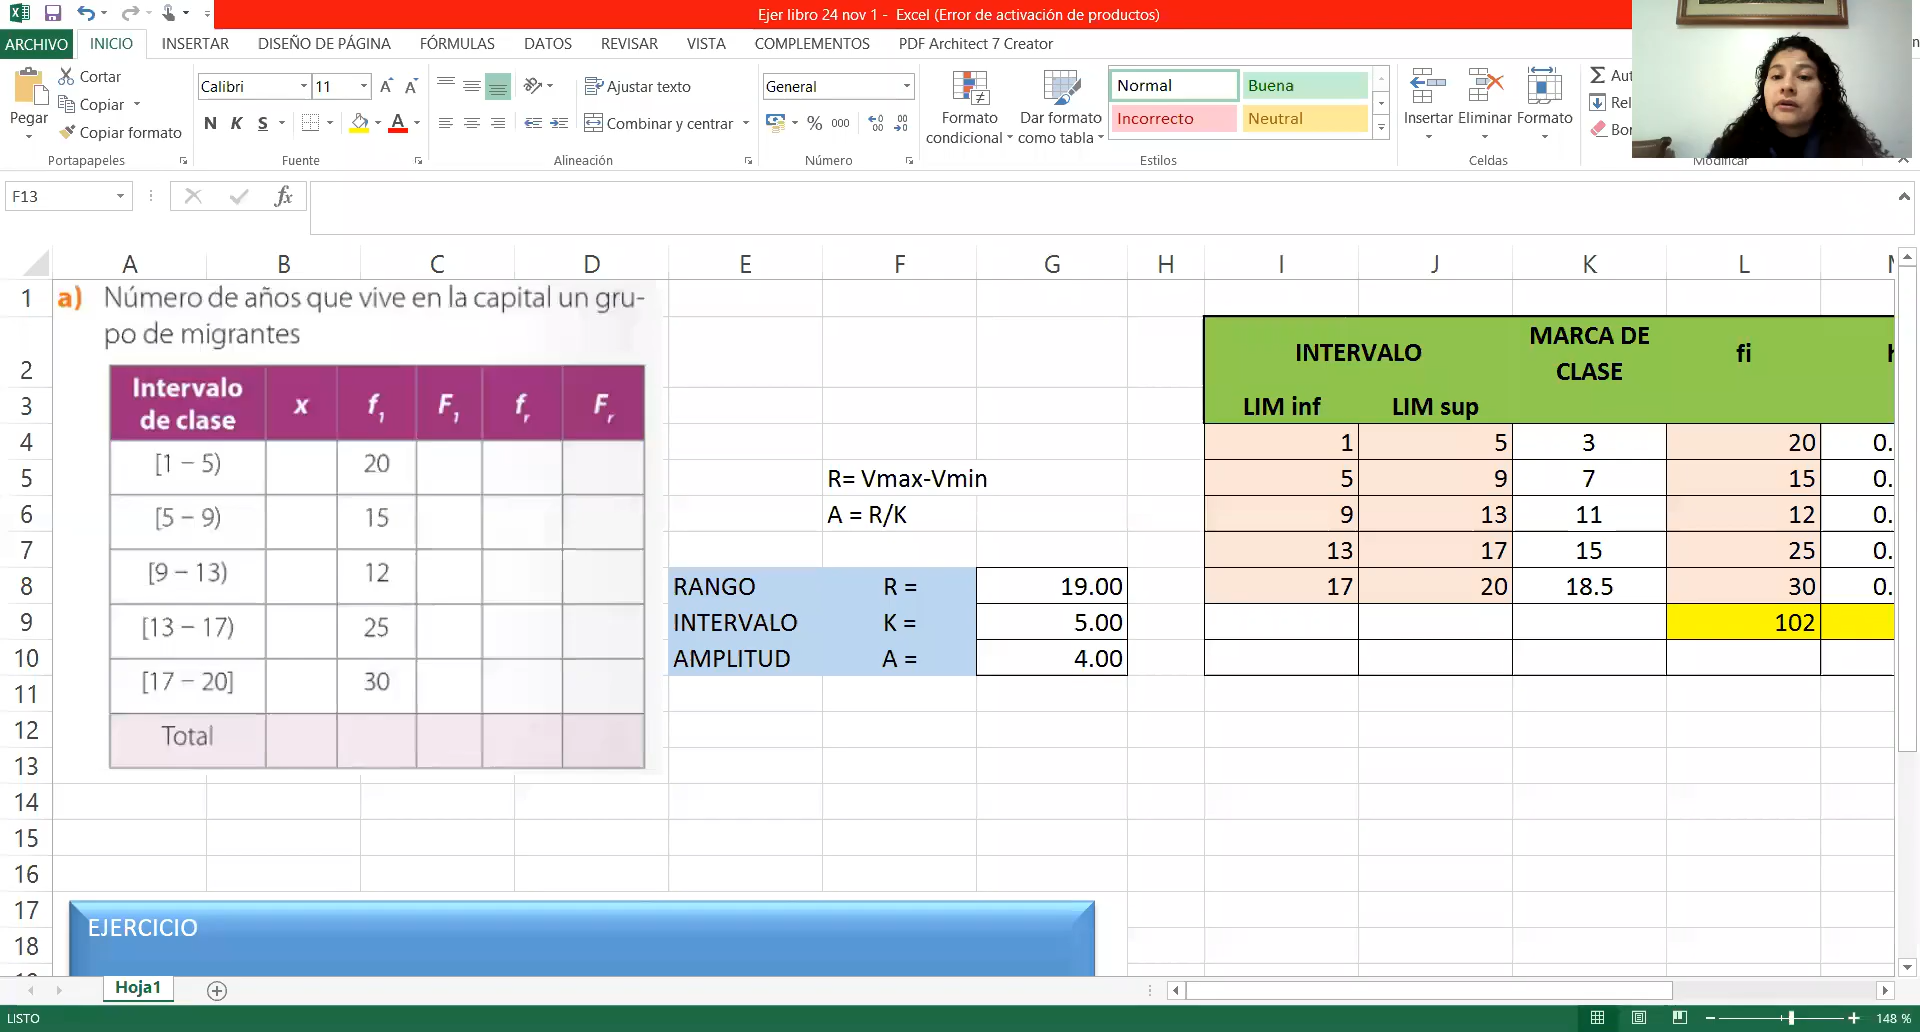 Ejer libro 24 nov 1 - Excel (Error de activación de productos)
ARCHIVO INICIO INSERTAR DISEÑO DE PÁGINA FÓRMULAS DATOS REVISAR VISTA COMPLEMENTOS PDF Architect 7 Creator
Pegar
Cortar
Copiar
Copiar formato
Portapapeles
Calibri 11
N K S
Fuente
Ajustar texto
Combinar y centrar
Alineación
General
% 000
Número
Formato condicional
Dar formato como tabla
Normal Buena
Incorrecto Neutral
Estilos
Insertar Eliminar Formato
Celdas
Σ Aut
Rel
Bor
Modificar
F13 fx
A B C D E F G H I J K L
1 2 3 4 5 6 7 8 9 10 11 12 13 14 15 16 17 18
a) Número de años que vive en la capital un gru-
po de migrantes
Intervalo de clase x f1 F1 fr Fr
[1 – 5) 20
[5 – 9) 15
[9 – 13) 12
[13 – 17) 25
[17 – 20] 30
Total
R= Vmax-Vmin
A = R/K
RANGO R = 19.00
INTERVALO K = 5.00
AMPLITUD A = 4.00
INTERVALO MARCA DE CLASE fi
LIM inf LIM sup
1 5 3 20 0.
5 9 7 15 0.
9 13 11 12 0.
13 17 15 25 0.
17 20 18.5 30 0.
102
EJERCICIO
Hoja1
LISTO 148 %